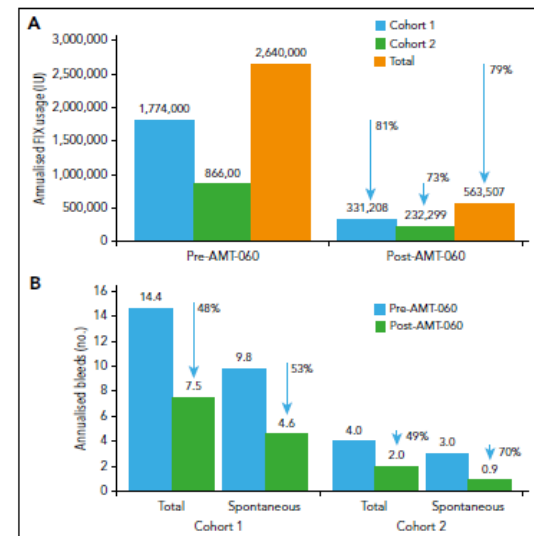 A
Annualised FIX usage (IU)
3,000,000
2,500,000
2,000,000
1,500,000
1,000,000
500,000
0
Cohort 1
Cohort 2
Total
1,774,000
866,00
2,640,000
81%
73%
79%
331,208
232,299
563,507
Pre-AMT-060
Post-AMT-060
B
Annualised bleeds (no.)
16
14
12
10
8
6
4
2
0
Pre-AMT-060
Post-AMT-060
14.4
48%
7.5
9.8
53%
4.6
4.0
49%
2.0
3.0
70%
0.9
Total
Spontaneous
Total
Spontaneous
Cohort 1
Cohort 2